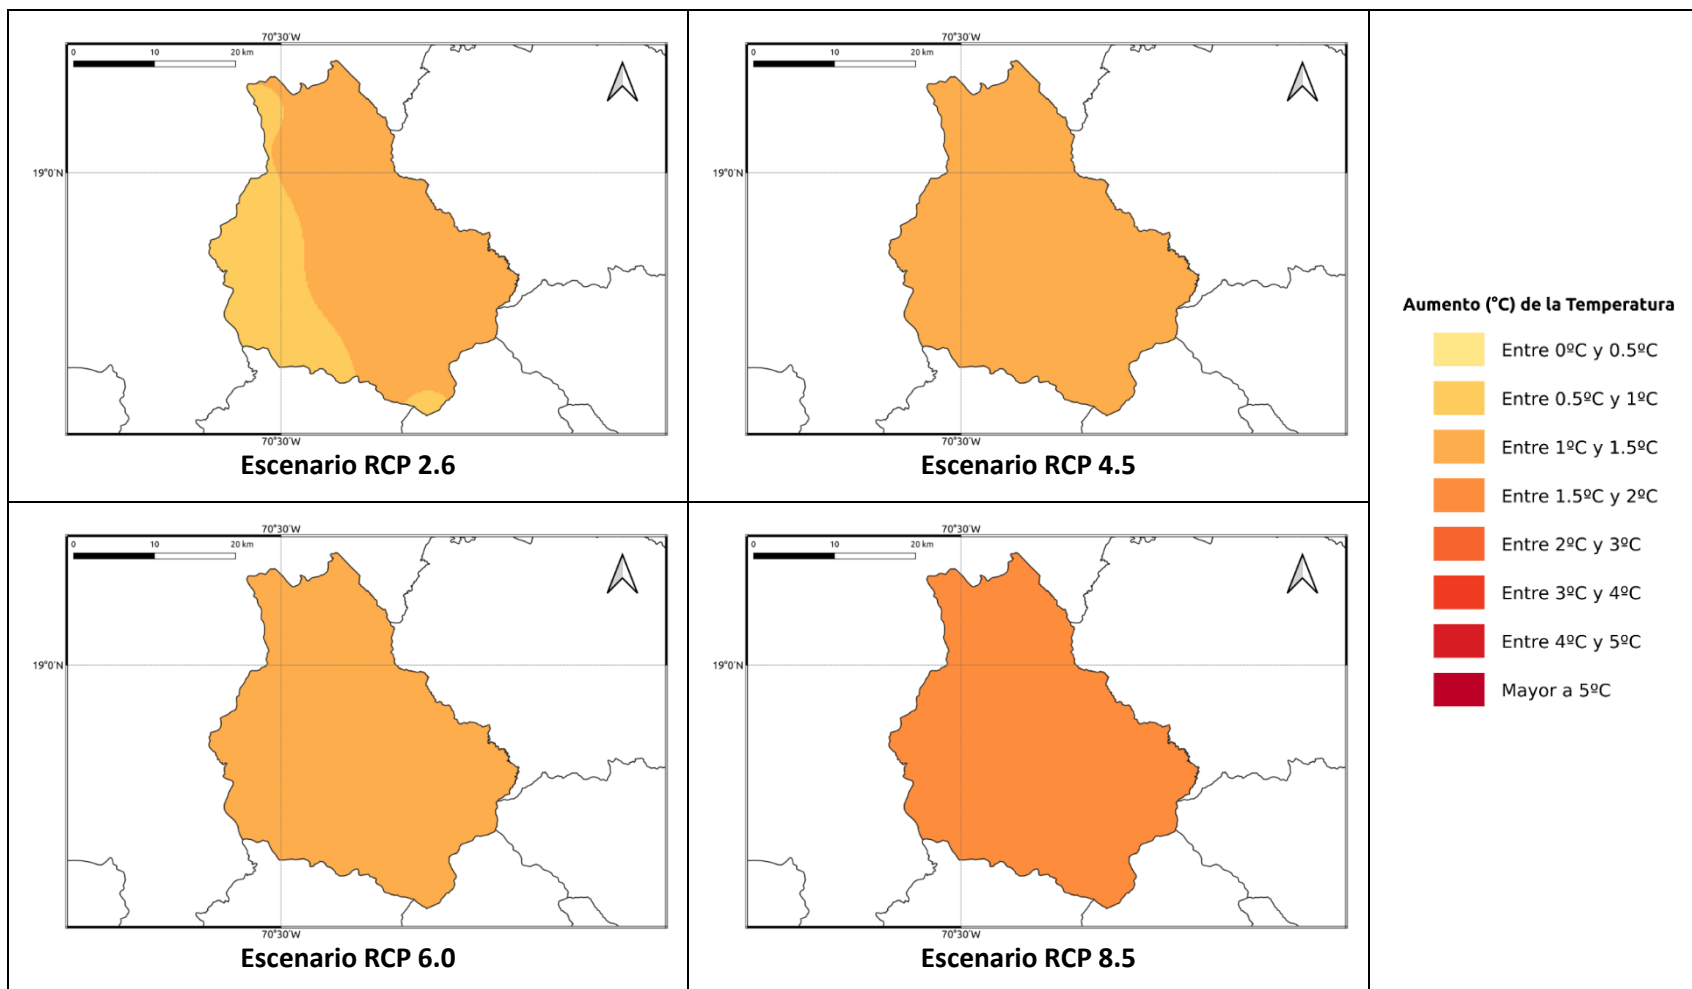 70°30'W
0 10 20 km
19°0'N
70°30'W
Escenario RCP 2.6
70°30'W
0 10 20 km
19°0'N
70°30'W
Escenario RCP 4.5
70°30'W
0 10 20 km
19°0'N
70°30'W
Escenario RCP 6.0
70°30'W
0 10 20 km
19°0'N
70°30'W
Escenario RCP 8.5
Aumento (°C) de la Temperatura
Entre 0ºC y 0.5ºC
Entre 0.5ºC y 1ºC
Entre 1ºC y 1.5ºC
Entre 1.5ºC y 2ºC
Entre 2ºC y 3ºC
Entre 3ºC y 4ºC
Entre 4ºC y 5ºC
Mayor a 5ºC